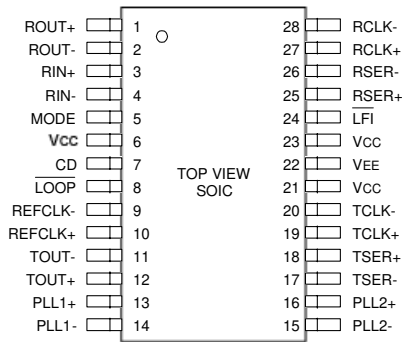 ROUT+ 1 28 RCLK-
ROUT- 2 27 RCLK+
RIN+ 3 26 RSER-
RIN- 4 25 RSER+
MODE 5 24 LFI
VCC 6 23 VCC
CD 7 22 VEE
LOOP 8 21 VCC
REFCLK- 9 20 TCLK-
REFCLK+ 10 19 TCLK+
TOUT- 11 18 TSER+
TOUT+ 12 17 TSER-
PLL1+ 13 16 PLL2+
PLL1- 14 15 PLL2-
TOP VIEW
SOIC